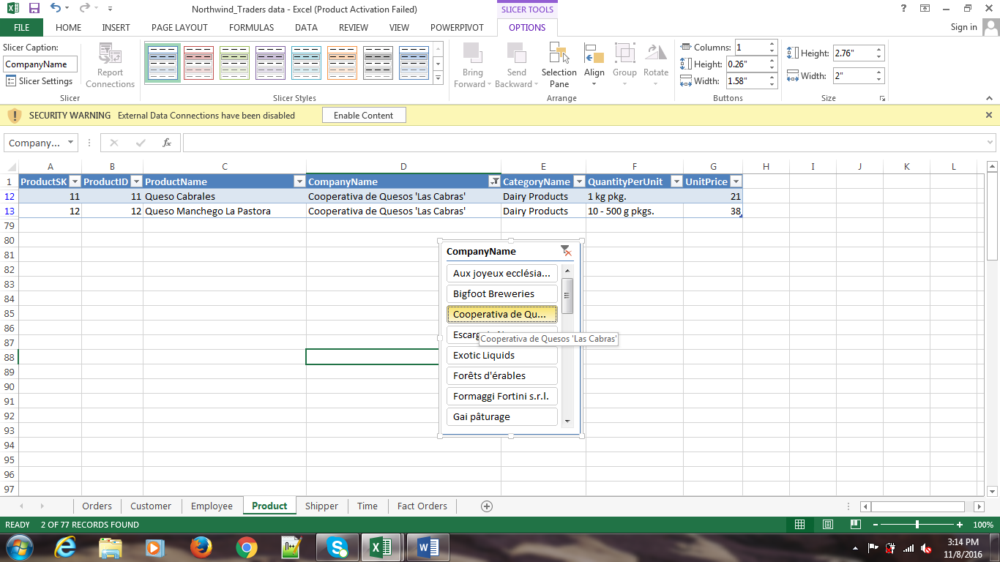 Northwind_Traders data - Excel (Product Activation Failed)
SLICER TOOLS
?
FILE HOME INSERT PAGE LAYOUT FORMULAS DATA REVIEW VIEW POWERPIVOT OPTIONS Sign in
Slicer Caption:
CompanyName
Slicer Settings
Report Connections
Slicer
Slicer Styles
Bring Forward
Send Backward
Selection Pane
Align
Group
Rotate
Arrange
Columns: 1
Height: 0.26"
Width: 1.58"
Buttons
Height: 2.76"
Width: 2"
Size
SECURITY WARNING External Data Connections have been disabled Enable Content
Company... fx
A B C D E F G H I J K L
1 ProductSK ProductID ProductName CompanyName CategoryName QuantityPerUnit UnitPrice
12 11 11 Queso Cabrales Cooperativa de Quesos 'Las Cabras' Dairy Products 1 kg pkg. 21
13 12 12 Queso Manchego La Pastora Cooperativa de Quesos 'Las Cabras' Dairy Products 10 - 500 g pkgs. 38
79
80
81
82
83
84
85
86
87
88
89
90
91
92
93
94
95
96
97
CompanyName
Aux joyeux ecclésia...
Bigfoot Breweries
Cooperativa de Qu...
Cooperativa de Quesos 'Las Cabras'
Exotic Liquids
Forêts d'érables
Formaggi Fortini s.r.l.
Gai pâturage
Orders Customer Employee Product Shipper Time Fact Orders
READY 2 OF 77 RECORDS FOUND 100%
3:14 PM
11/8/2016